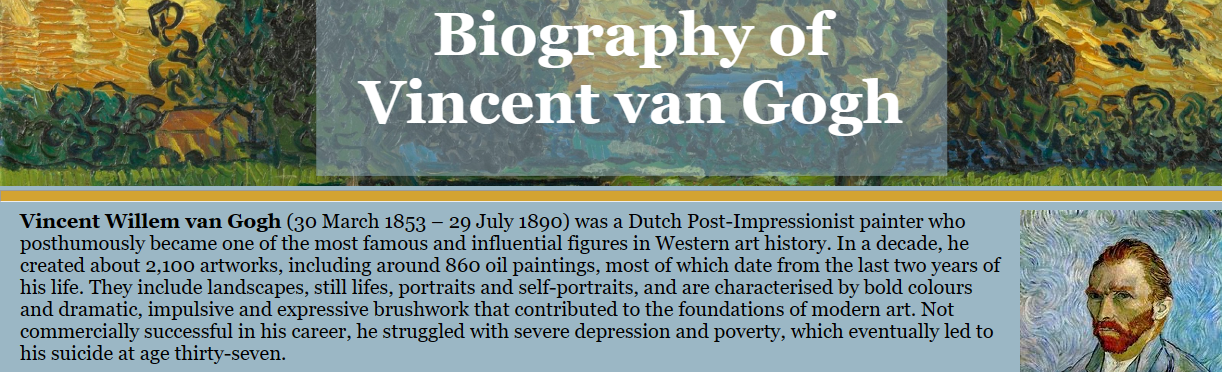 Biography of
Vincent van Gogh
Vincent Willem van Gogh (30 March 1853 – 29 July 1890) was a Dutch Post-Impressionist painter who
posthumously became one of the most famous and influential figures in Western art history. In a decade, he
created about 2,100 artworks, including around 860 oil paintings, most of which date from the last two years of
his life. They include landscapes, still lifes, portraits and self-portraits, and are characterised by bold colours
and dramatic, impulsive and expressive brushwork that contributed to the foundations of modern art. Not
commercially successful in his career, he struggled with severe depression and poverty, which eventually led to
his suicide at age thirty-seven.